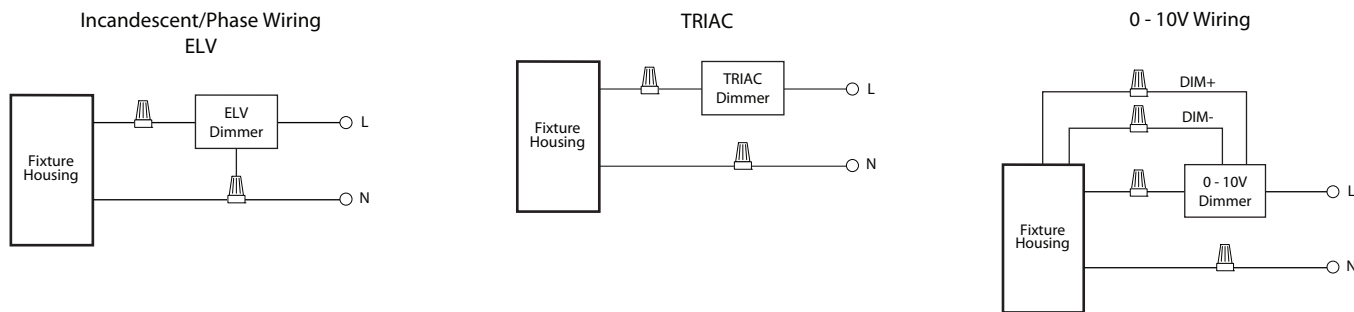 Incandescent/Phase Wiring
ELV
Fixture
Housing
ELV
Dimmer
L
N
TRIAC
Fixture
Housing
TRIAC
Dimmer
L
N
0 - 10V Wiring
DIM+
DIM-
Fixture
Housing
0 - 10V
Dimmer
L
N